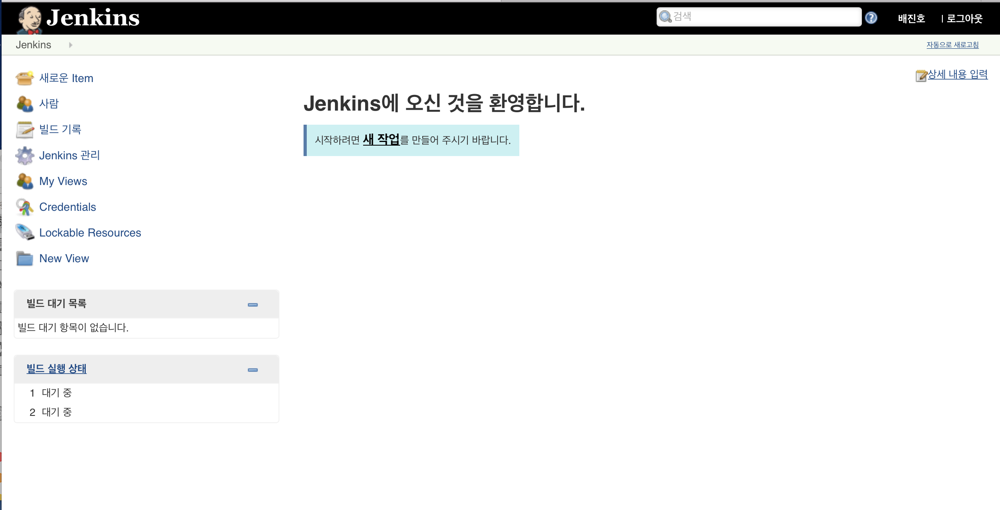 Jenkins
검색
배진호 | 로그아웃
Jenkins
자동으로 새로고침
새로운 Item
사람
빌드 기록
Jenkins 관리
My Views
Credentials
Lockable Resources
New View
빌드 대기 목록
빌드 대기 항목이 없습니다.
빌드 실행 상태
1 대기 중
2 대기 중
상세 내용 입력
Jenkins에 오신 것을 환영합니다.
시작하려면 새 작업를 만들어 주시기 바랍니다.